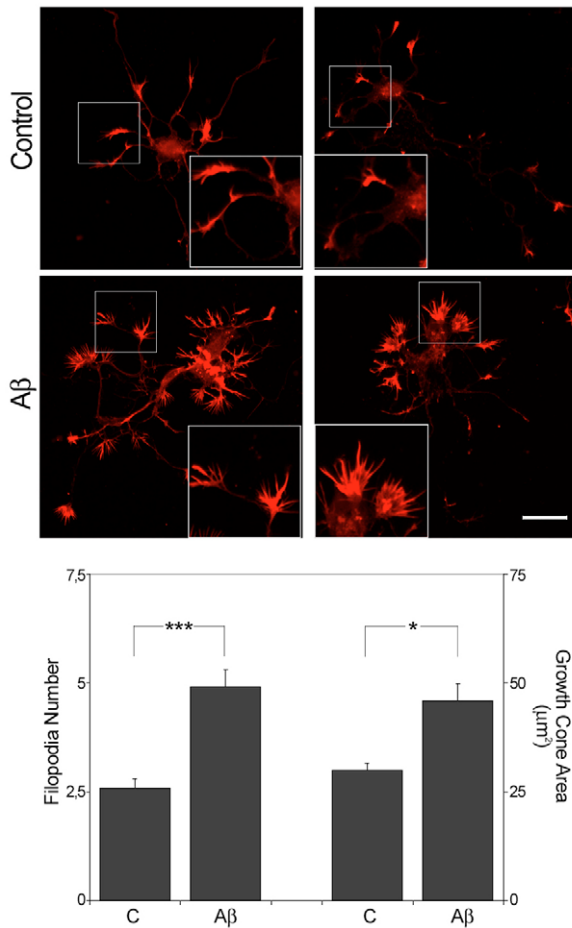 Control
Aβ
7,5
5
2,5
0
Filopodia Number
***
*
75
50
25
0
Growth Cone Area
(μm²)
C
Aβ
C
Aβ